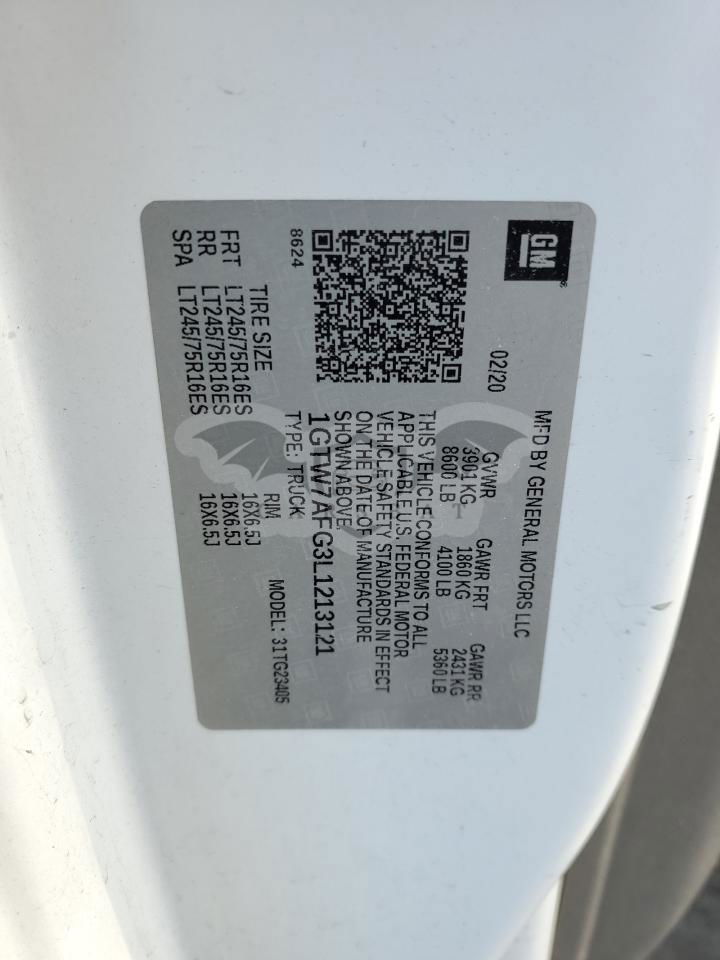 GM
MFD BY GENERAL MOTORS LLC
02/20
GVWR GAWR FRT GAWR RR
3901 KG 1860 KG 2431 KG
8600 LB 4100 LB 5360 LB
THIS VEHICLE CONFORMS TO ALL
APPLICABLE U.S. FEDERAL MOTOR
VEHICLE SAFETY STANDARDS IN EFFECT
ON THE DATE OF MANUFACTURE
SHOWN ABOVE.
1GTW7AFG3L1213121
8624
TYPE: TRUCK MODEL: 31TG23405
TIRE SIZE RIM
FRT LT245/75R16ES 16X6.5J
RR LT245/75R16ES 16X6.5J
SPA LT245/75R16ES 16X6.5J